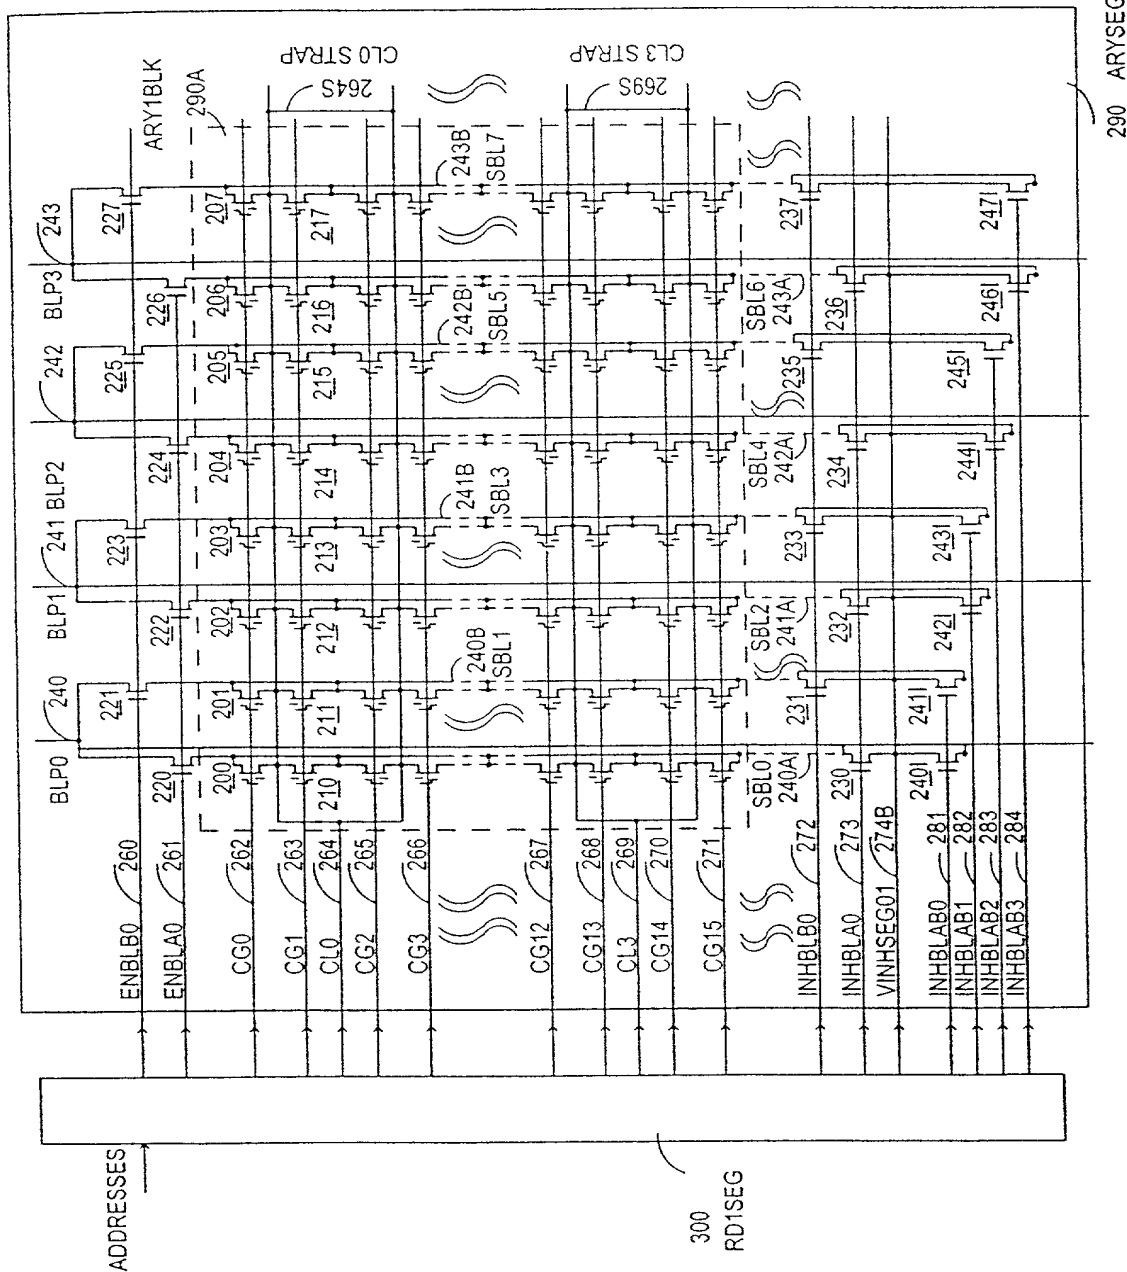 290 ARYSEG
BLP0
240
BLP1
241
BLP2
242
BLP3
243
221
223
225
227
ARY1BLK
220
222
224
226
290A
ENBLB0 260
ENBLA0 261
CG0 262
CG1 263
CL0 264
CG2 265
CG3 266
200
201
202
203
204
205
206
207
210
211
212
213
214
215
216
217
264S
CL0 STRAP
240B
SBL1
241B
SBL3
242B
SBL5
243B
SBL7
CG12 267
CG13 268
CL3 269
CG14 270
CG15 271
269S
CL3 STRAP
SBL0
240A
SBL2
241A
SBL4
242A
SBL6
243A
INHBLB0 272
INHBLA0 273
VINHSEG01 274B
INHBLAB0 281
INHBLAB1 282
INHBLAB2 283
INHBLAB3 284
230
231
232
233
234
235
236
237
240I
241I
242I
243I
244I
245I
246I
247I
ADDRESSES
300
RD1SEG